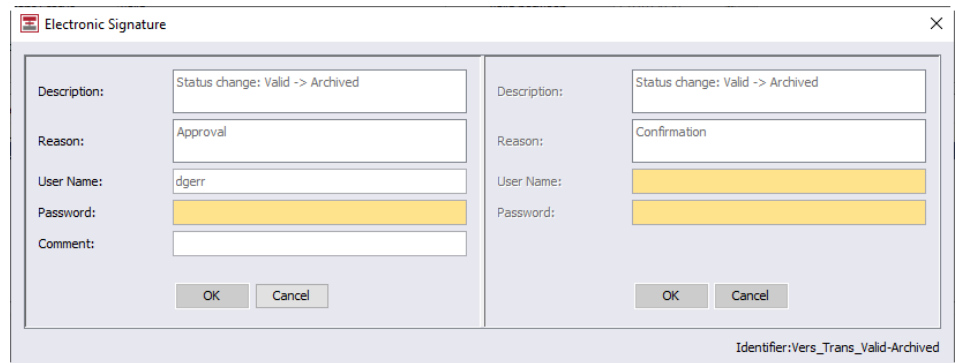 Electronic Signature
Description:
Status change: Valid -> Archived
Reason:
Approval
User Name:
dgerr
Password:
Comment:
OK
Cancel
Description:
Status change: Valid -> Archived
Reason:
Confirmation
User Name:
Password:
OK
Cancel
Identifier:Vers_Trans_Valid-Archived